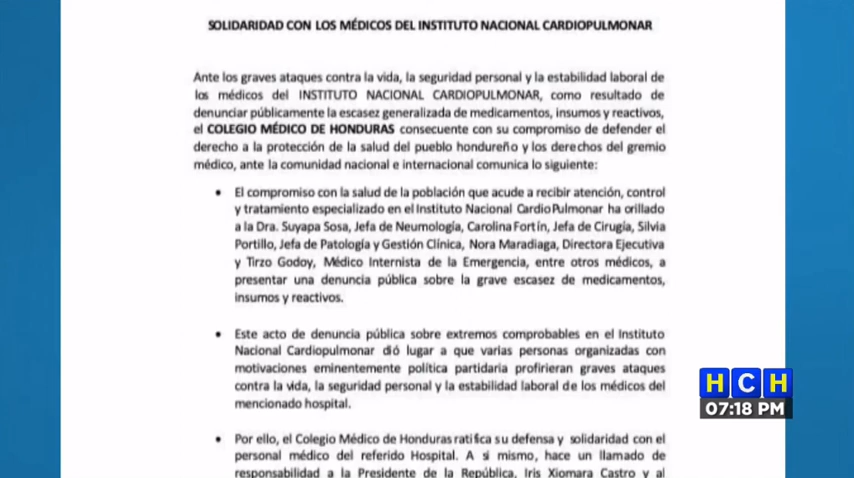 SOLIDARIDAD CON LOS MÉDICOS DEL INSTITUTO NACIONAL CARDIOPULMONAR
Ante los graves ataques contra la vida, la seguridad personal y la estabilidad laboral de
los médicos del INSTITUTO NACIONAL CARDIOPULMONAR, como resultado de
denunciar públicamente la escasez generalizada de medicamentos, insumos y reactivos,
el COLEGIO MÉDICO DE HONDURAS consecuente con su compromiso de defender el
derecho a la protección de la salud del pueblo hondureño y los derechos del gremio
médico, ante la comunidad nacional e internacional comunica lo siguiente:
• El compromiso con la salud de la población que acude a recibir atención, control
y tratamiento especializado en el Instituto Nacional CardioPulmonar ha orillado
a la Dra. Suyapa Sosa, Jefa de Neumología, Carolina Fortín, Jefa de Cirugía, Silvia
Portillo, Jefa de Patología y Gestión Clínica, Nora Maradiaga, Directora Ejecutiva
y Tirzo Godoy, Médico Internista de la Emergencia, entre otros médicos, a
presentar una denuncia pública sobre la grave escasez de medicamentos,
insumos y reactivos.
• Este acto de denuncia pública sobre extremos comprobables en el Instituto
Nacional Cardiopulmonar dió lugar a que varias personas organizadas con
motivaciones eminentemente política partidaria profirieran graves ataques
contra la vida, la seguridad personal y la estabilidad laboral de los médicos del
mencionado hospital.
• Por ello, el Colegio Médico de Honduras ratifica su defensa y solidaridad con el
personal médico del referido Hospital. A si mismo, hace un llamado de
responsabilidad a la Presidente de la República, Iris Xiomara Castro y al
HCH
07:18 PM